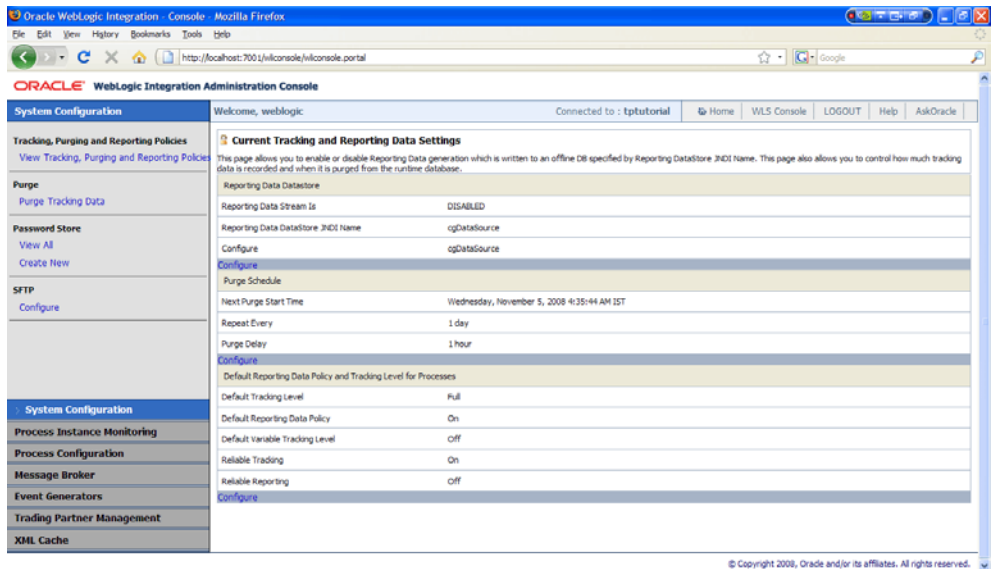 Oracle WebLogic Integration - Console - Mozilla Firefox
File Edit View History Bookmarks Tools Help
http://localhost:7001/wliconsole/wliconsole.portal
Google
ORACLE WebLogic Integration Administration Console
System Configuration
Welcome, weblogic
Connected to : tptutorial
Home
WLS Console
LOGOUT
Help
AskOracle
Tracking, Purging and Reporting Policies
View Tracking, Purging and Reporting Policies
Purge
Purge Tracking Data
Password Store
View All
Create New
SFTP
Configure
System Configuration
Process Instance Monitoring
Process Configuration
Message Broker
Event Generators
Trading Partner Management
XML Cache
Current Tracking and Reporting Data Settings
This page allows you to enable or disable Reporting Data generation which is written to an offline DB specified by Reporting DataStore JNDI Name. This page also allows you to control how much tracking
data is recorded and when it is purged from the runtime database.
Reporting Data Datastore
Reporting Data Stream Is DISABLED
Reporting Data DataStore JNDI Name cgDataSource
Configure cgDataSource
Configure
Purge Schedule
Next Purge Start Time Wednesday, November 5, 2008 4:35:44 AM IST
Repeat Every 1 day
Purge Delay 1 hour
Configure
Default Reporting Data Policy and Tracking Level for Processes
Default Tracking Level Full
Default Reporting Data Policy On
Default Variable Tracking Level Off
Reliable Tracking On
Reliable Reporting Off
Configure
© Copyright 2008, Oracle and/or its affiliates. All rights reserved.